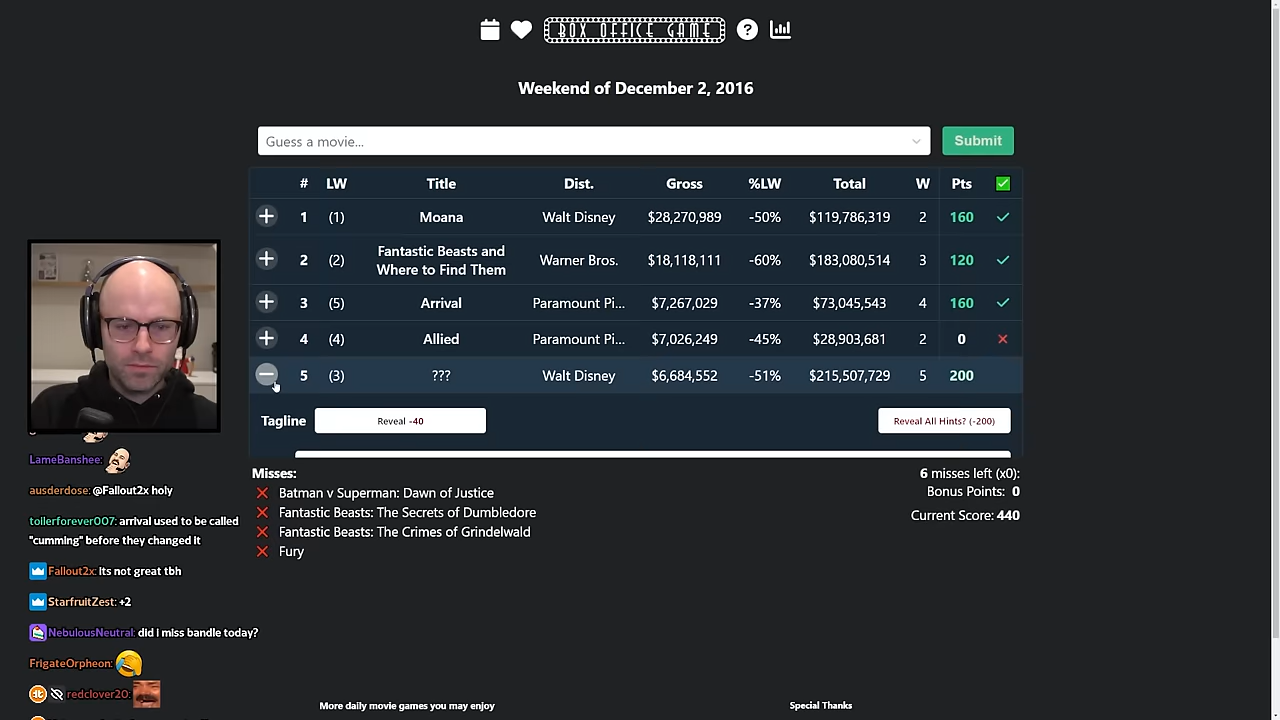 BOX OFFICE GAME
?
Weekend of December 2, 2016
Guess a movie...
Submit
# LW Title Dist. Gross %LW Total W Pts
1 (1) Moana Walt Disney $28,270,989 -50% $119,786,319 2 160
2 (2) Fantastic Beasts and Where to Find Them Warner Bros. $18,118,111 -60% $183,080,514 3 120
3 (5) Arrival Paramount Pi... $7,267,029 -37% $73,045,543 4 160
4 (4) Allied Paramount Pi... $7,026,249 -45% $28,903,681 2 0
5 (3) ??? Walt Disney $6,684,552 -51% $215,507,729 5 200
Tagline Reveal -40 Reveal All Hints? (-200)
Misses:
Batman v Superman: Dawn of Justice
Fantastic Beasts: The Secrets of Dumbledore
Fantastic Beasts: The Crimes of Grindelwald
Fury
6 misses left (x0):
Bonus Points: 0
Current Score: 440
LameBanshee:
ausderdose: @Fallout2x holy
tollerforever007: arrival used to be called
"cumming" before they changed it
Fallout2x: Its not great tbh
StarfruitZest: +2
NebulousNeutral: did I miss bandle today?
FrigateOrpheon:
redclover20:
More daily movie games you may enjoy
Special Thanks